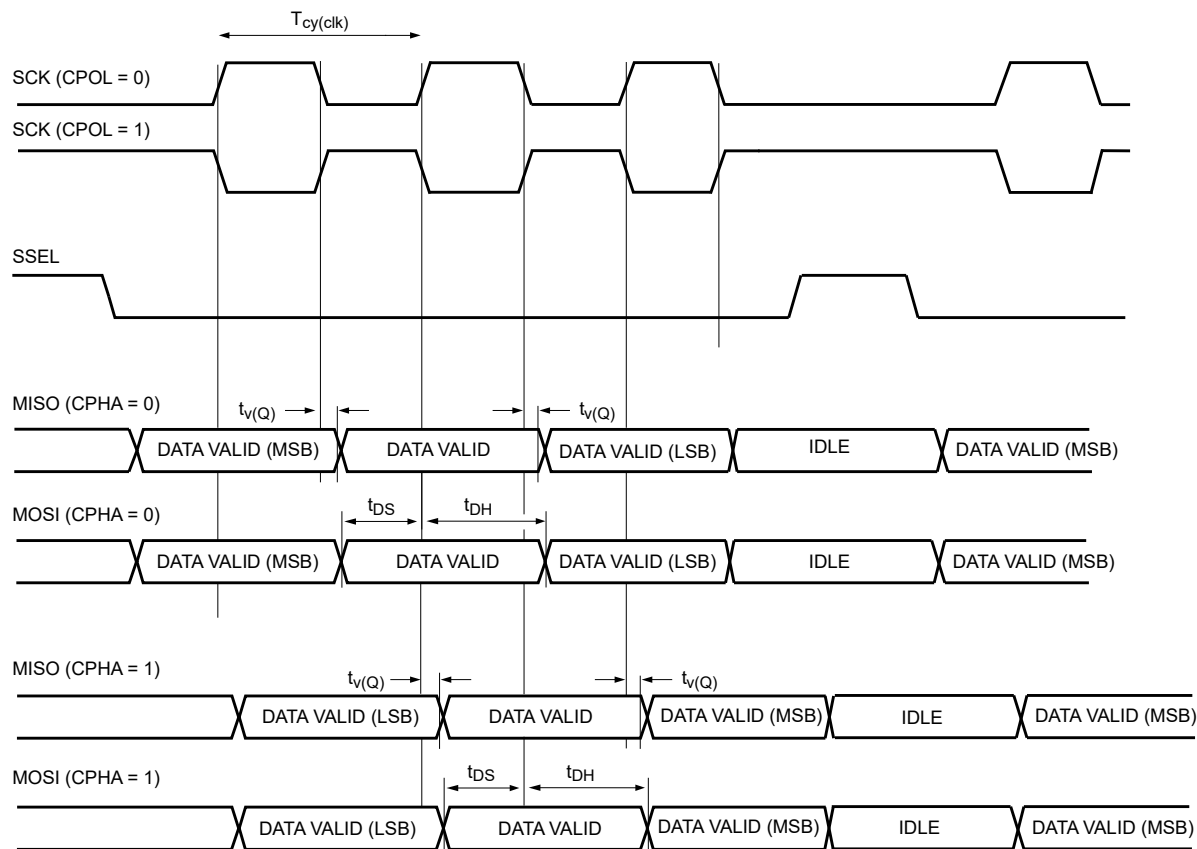 Tcy(clk)
SCK (CPOL = 0)
SCK (CPOL = 1)
SSEL
MISO (CPHA = 0)
tv(Q) tv(Q)
DATA VALID (MSB) DATA VALID DATA VALID (LSB) IDLE DATA VALID (MSB)
tDS tDH
MOSI (CPHA = 0)
DATA VALID (MSB) DATA VALID DATA VALID (LSB) IDLE DATA VALID (MSB)
MISO (CPHA = 1)
tv(Q) tv(Q)
DATA VALID (LSB) DATA VALID DATA VALID (MSB) IDLE DATA VALID (MSB)
tDS tDH
MOSI (CPHA = 1)
DATA VALID (LSB) DATA VALID DATA VALID (MSB) IDLE DATA VALID (MSB)